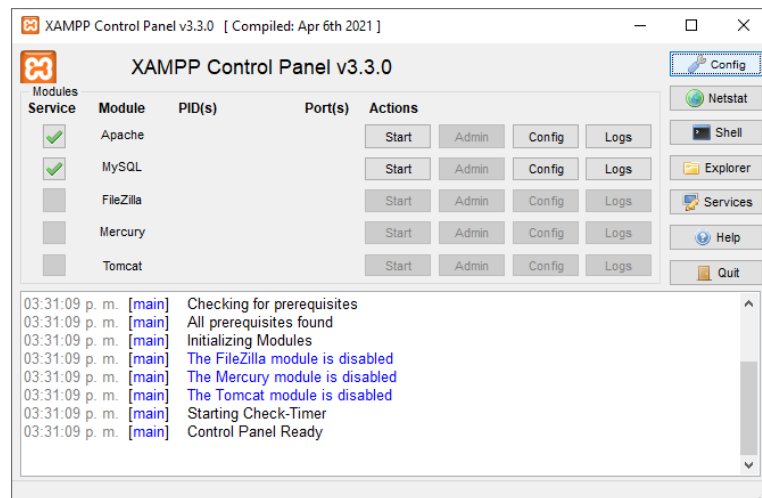 XAMPP Control Panel v3.3.0 [ Compiled: Apr 6th 2021 ]
XAMPP Control Panel v3.3.0
Config
Modules
Service Module PID(s) Port(s) Actions
Netstat
Apache Start Admin Config Logs
Shell
MySQL Start Admin Config Logs
Explorer
FileZilla Start Admin Config Logs
Services
Mercury Start Admin Config Logs
Help
Tomcat Start Admin Config Logs
Quit
03:31:09 p. m. [main] Checking for prerequisites
03:31:09 p. m. [main] All prerequisites found
03:31:09 p. m. [main] Initializing Modules
03:31:09 p. m. [main] The FileZilla module is disabled
03:31:09 p. m. [main] The Mercury module is disabled
03:31:09 p. m. [main] The Tomcat module is disabled
03:31:09 p. m. [main] Starting Check-Timer
03:31:09 p. m. [main] Control Panel Ready